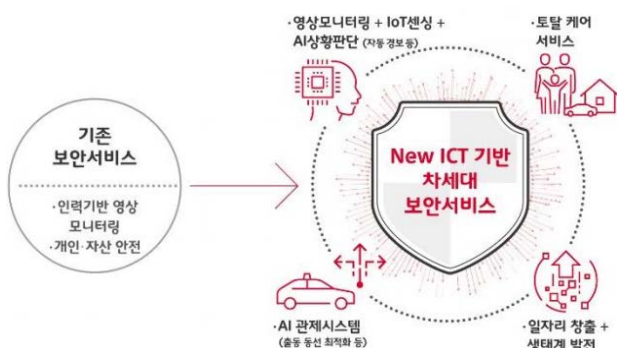 기존
보안서비스
·인력기반 영상
모니터링
·개인·자산 안전
·영상모니터링 + IoT센싱 +
AI상황판단 (자동 경보 등)
·토탈 케어
서비스
New ICT 기반
차세대
보안서비스
·AI 관제시스템
(출동 동선 최적화 등)
·일자리 창출 +
생태계 발전